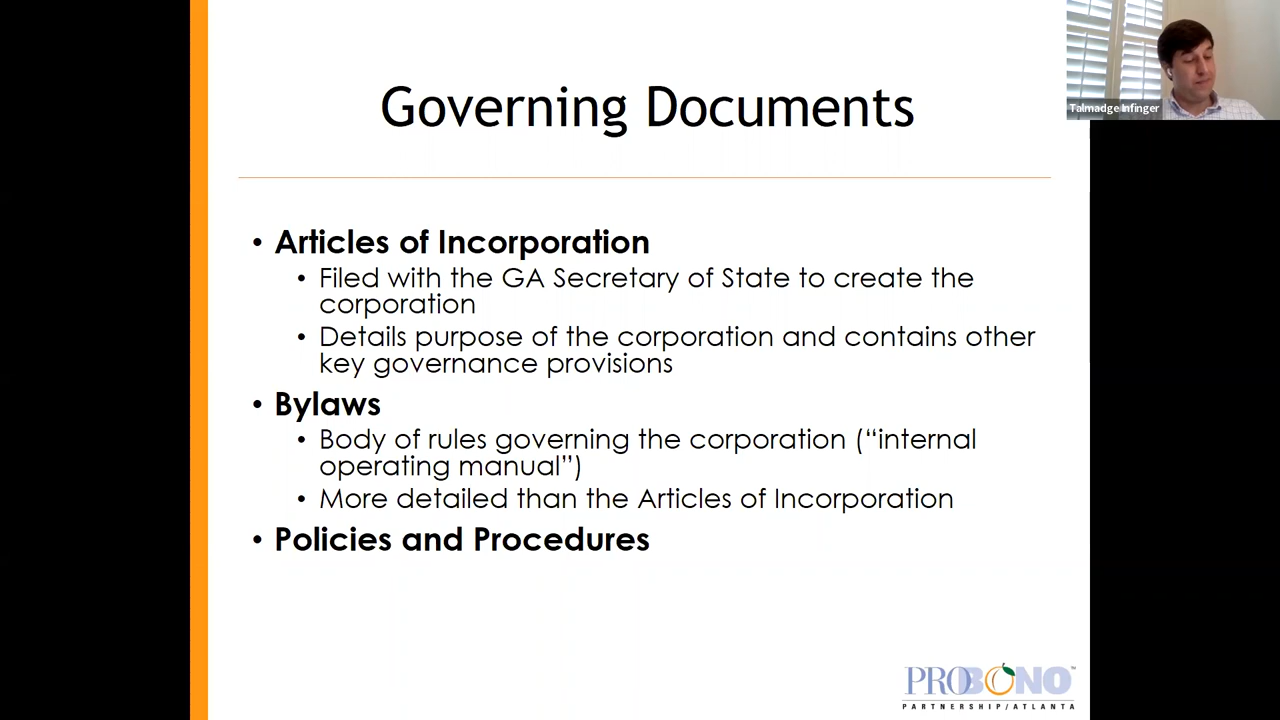 Governing Documents
Talmadge Infinger
• Articles of Incorporation
• Filed with the GA Secretary of State to create the
corporation
• Details purpose of the corporation and contains other
key governance provisions
• Bylaws
• Body of rules governing the corporation (“internal
operating manual”)
• More detailed than the Articles of Incorporation
• Policies and Procedures
PROBONO™
PARTNERSHIP/ATLANTA